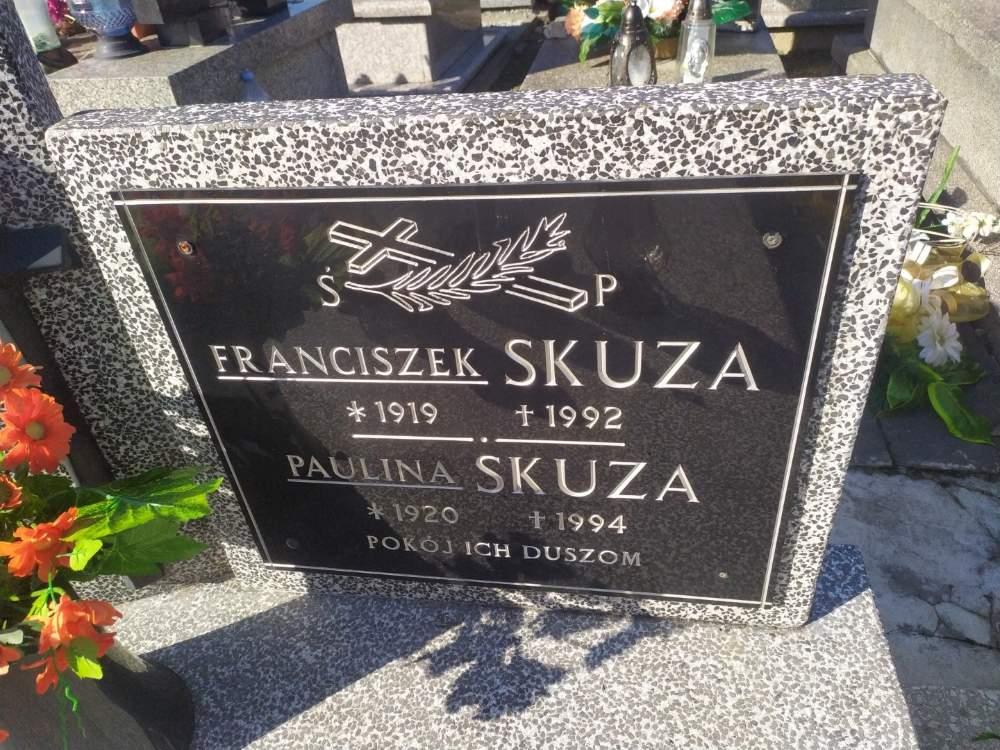 Ś P
FRANCISZEK SKUZA
* 1919 † 1992
PAULINA SKUZA
* 1920 † 1994
POKÓJ ICH DUSZOM